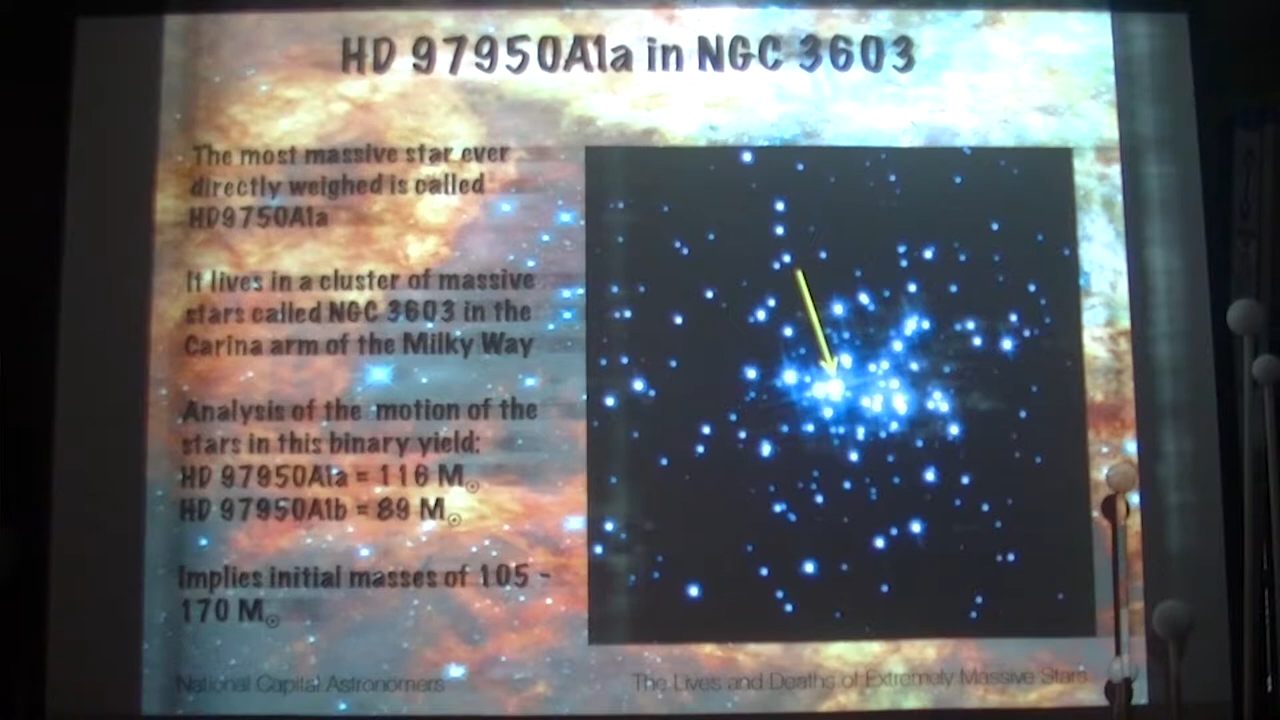 HD 97950A1a in NGC 3603
The most massive star ever
directly weighed is called
HD9750A1a
It lives in a cluster of massive
stars called NGC 3603 in the
Carina arm of the Milky Way
Analysis of the motion of the
stars in this binary yield:
HD 97950A1a = 116 M☉
HD 97950A1b = 89 M☉
Implies initial masses of 105 -
170 M☉
National Capital Astronomers
The Lives and Deaths of Extremely Massive Stars